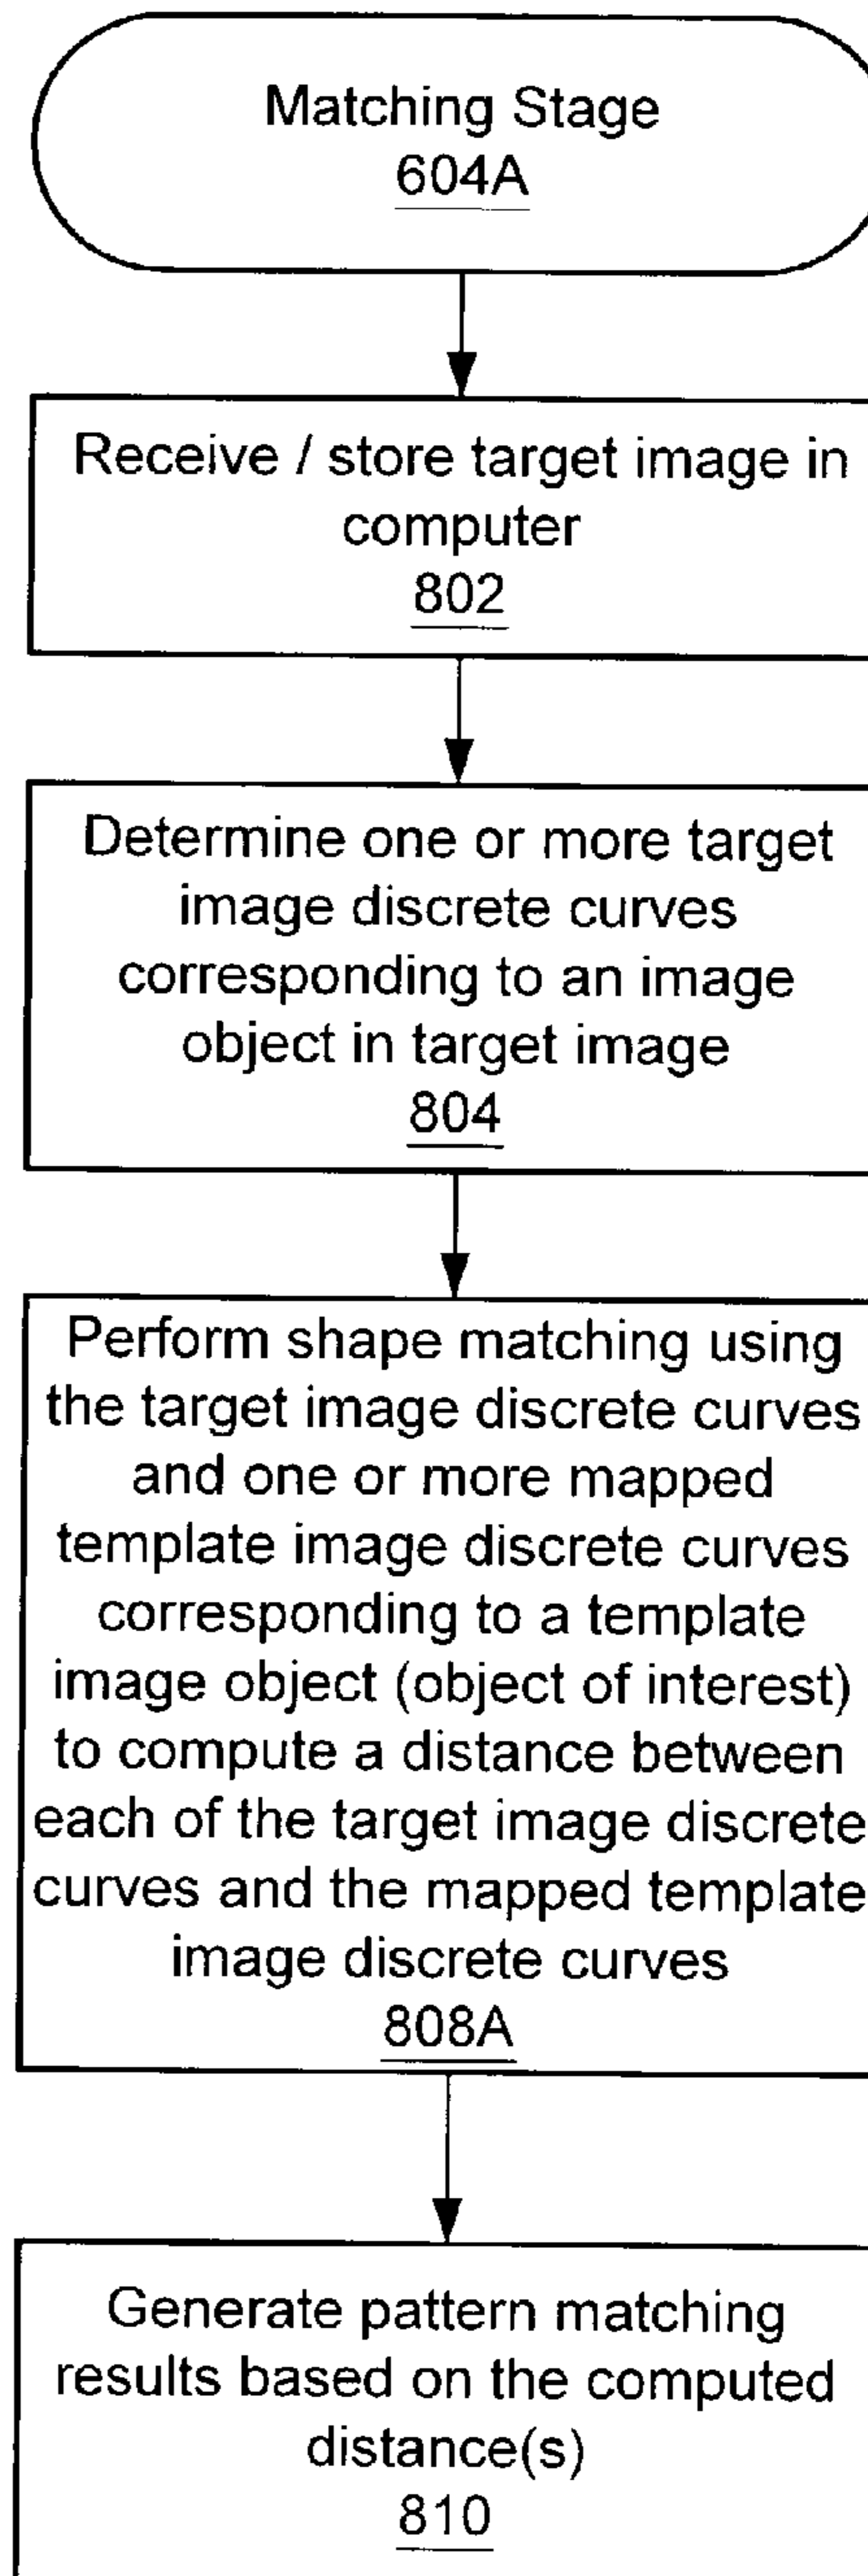 Matching Stage
604A
Receive / store target image in
computer
802
Determine one or more target
image discrete curves
corresponding to an image
object in target image
804
Perform shape matching using
the target image discrete curves
and one or more mapped
template image discrete curves
corresponding to a template
image object (object of interest)
to compute a distance between
each of the target image discrete
curves and the mapped template
image discrete curves
808A
Generate pattern matching
results based on the computed
distance(s)
810